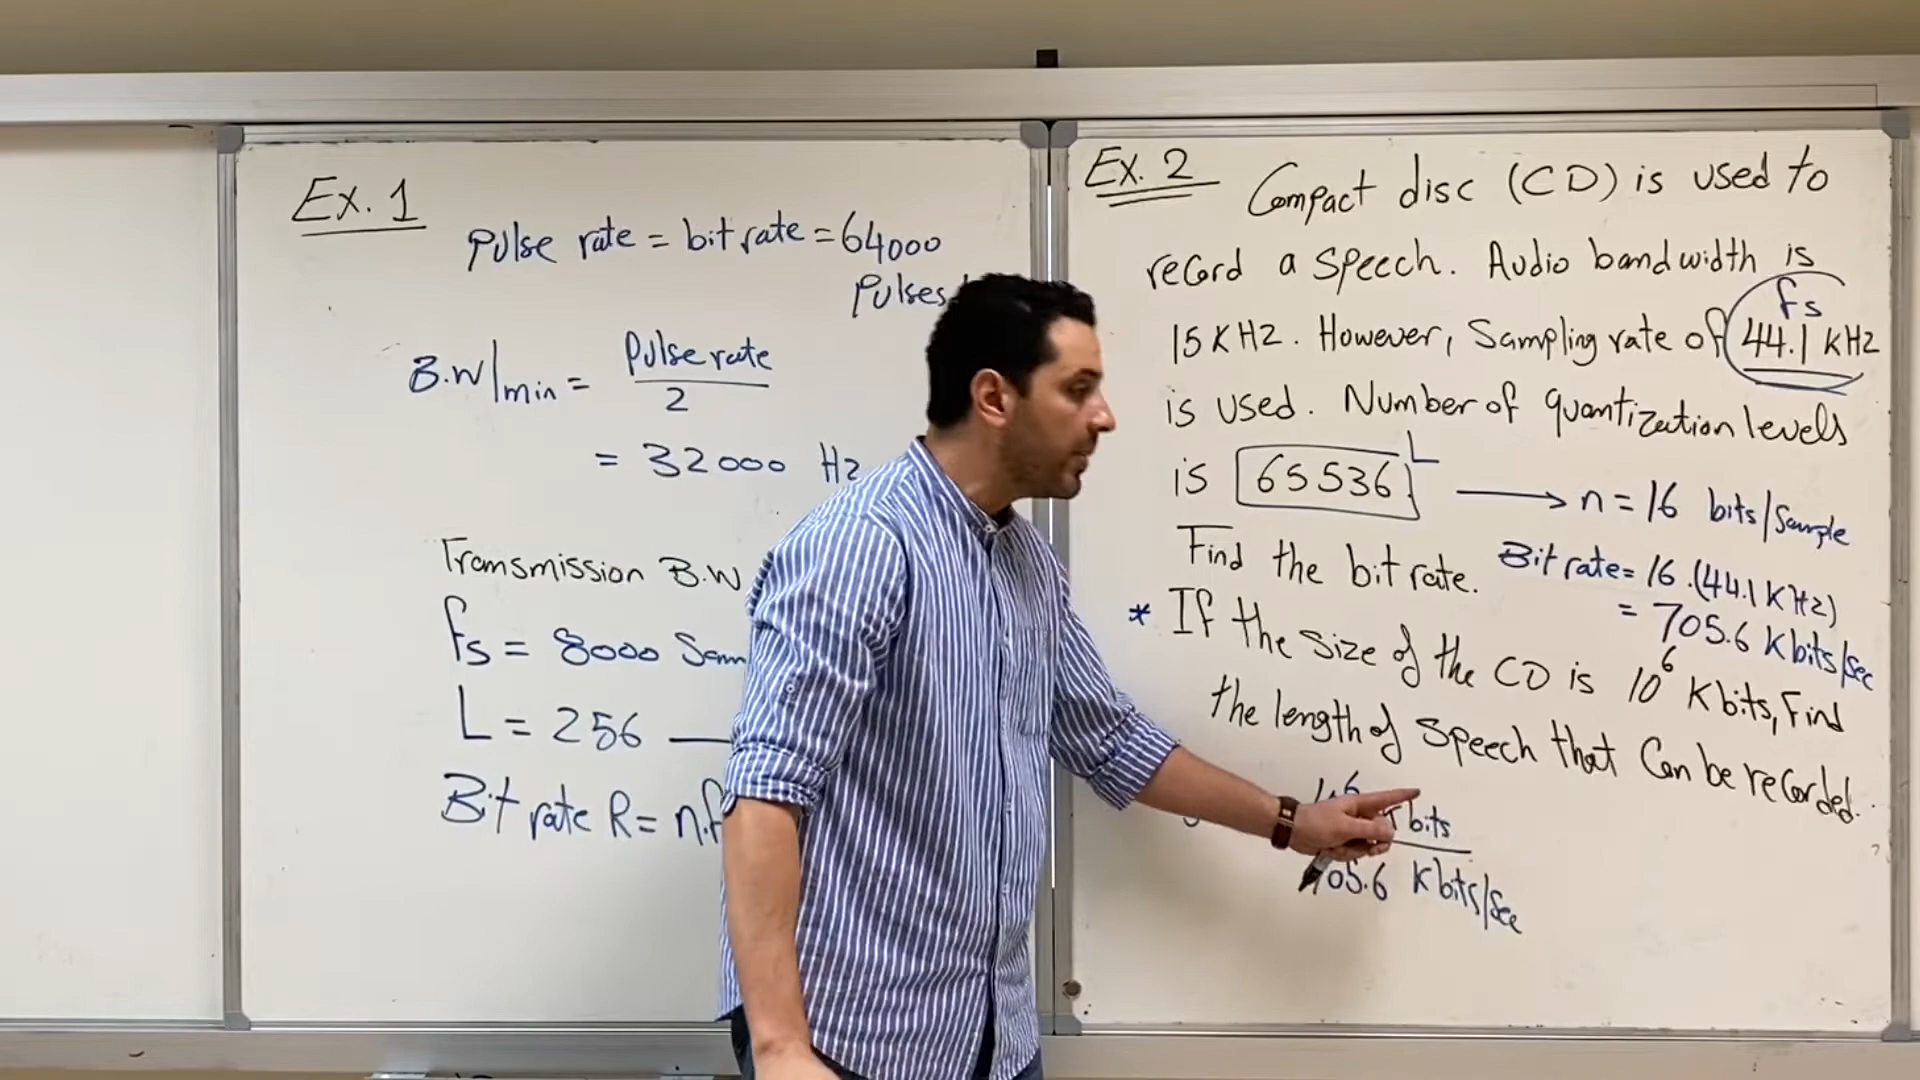 Ex. 1
Pulse rate = bit rate = 64000
Pulses
B.W|min = Pulse rate
2
= 32000 Hz
Transmission B.W
fs = 8000 Sam
L = 256
Bit rate R = n.f
Ex. 2 Compact disc (CD) is used to
record a speech. Audio bandwidth is
fs
15 KHZ. However, Sampling rate of 44.1 KHZ
is used. Number of quantization levels
L
is 65536 → n = 16 bits/Sample
Find the bit rate. Bit rate = 16.(44.1 KHZ)
= 705.6 Kbits/sec
* If the size of the CD is 10⁶ Kbits, Find
the length of speech that Can be recorded.
Kbits
705.6 Kbits/Sec